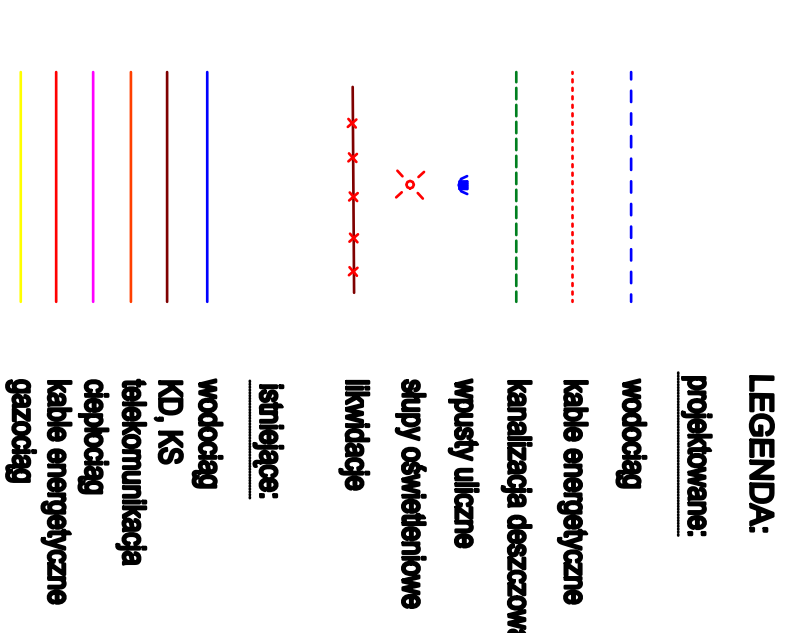 LEGENDA:
projektowane:
wodociąg
kable energetyczne
kanalizacja deszczowa
wpusty uliczne
słupy oświetleniowe
likwidacje
istniejące:
wodociąg
KD, KS
telekomunikacja
ciepłociąg
kable energetyczne
gazociąg